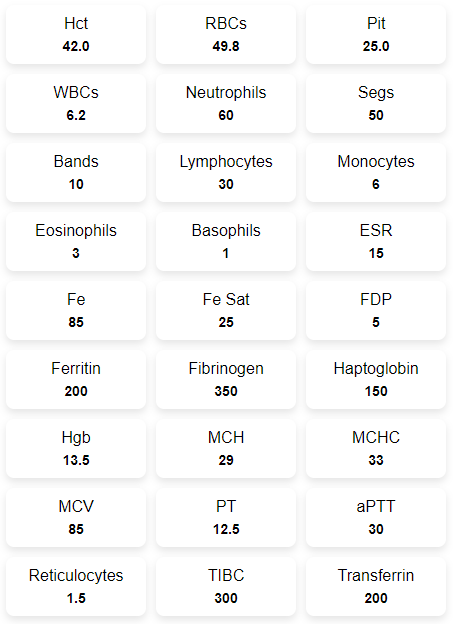 Hct RBCs Pit
42.0 49.8 25.0
WBCs Neutrophils Segs
6.2 60 50
Bands Lymphocytes Monocytes
10 30 6
Eosinophils Basophils ESR
3 1 15
Fe Fe Sat FDP
85 25 5
Ferritin Fibrinogen Haptoglobin
200 350 150
Hgb MCH MCHC
13.5 29 33
MCV PT aPTT
85 12.5 30
Reticulocytes TIBC Transferrin
1.5 300 200